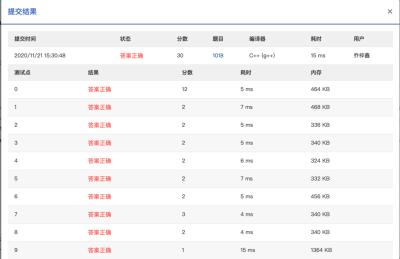 提交结果 ×
提交时间 状态 分数 题目 编译器 耗时 用户
2020/11/21 15:30:48 答案正确 30 1019 C++ (g++) 15 ms 乔梓鑫
测试点 结果 分数 耗时 内存
0 答案正确 12 5 ms 464 KB
1 答案正确 2 7 ms 468 KB
2 答案正确 2 5 ms 336 KB
3 答案正确 2 5 ms 340 KB
4 答案正确 2 6 ms 324 KB
5 答案正确 2 7 ms 332 KB
6 答案正确 2 5 ms 456 KB
7 答案正确 3 4 ms 340 KB
8 答案正确 2 4 ms 340 KB
9 答案正确 1 15 ms 1364 KB